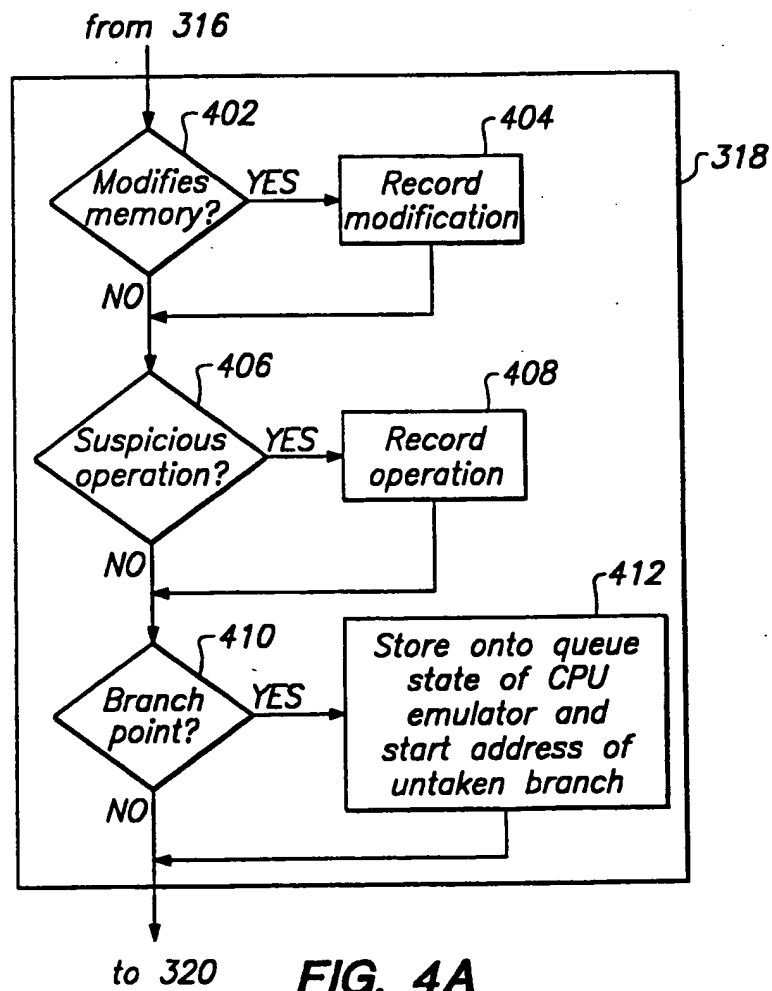 from 316
402
404
318
Modifies
memory?
YES
Record
modification
NO
406
408
Suspicious
operation?
YES
Record
operation
NO
412
410
Branch
point?
YES
Store onto queue
state of CPU
emulator and
start address of
untaken branch
NO
to 320
FIG. 4A